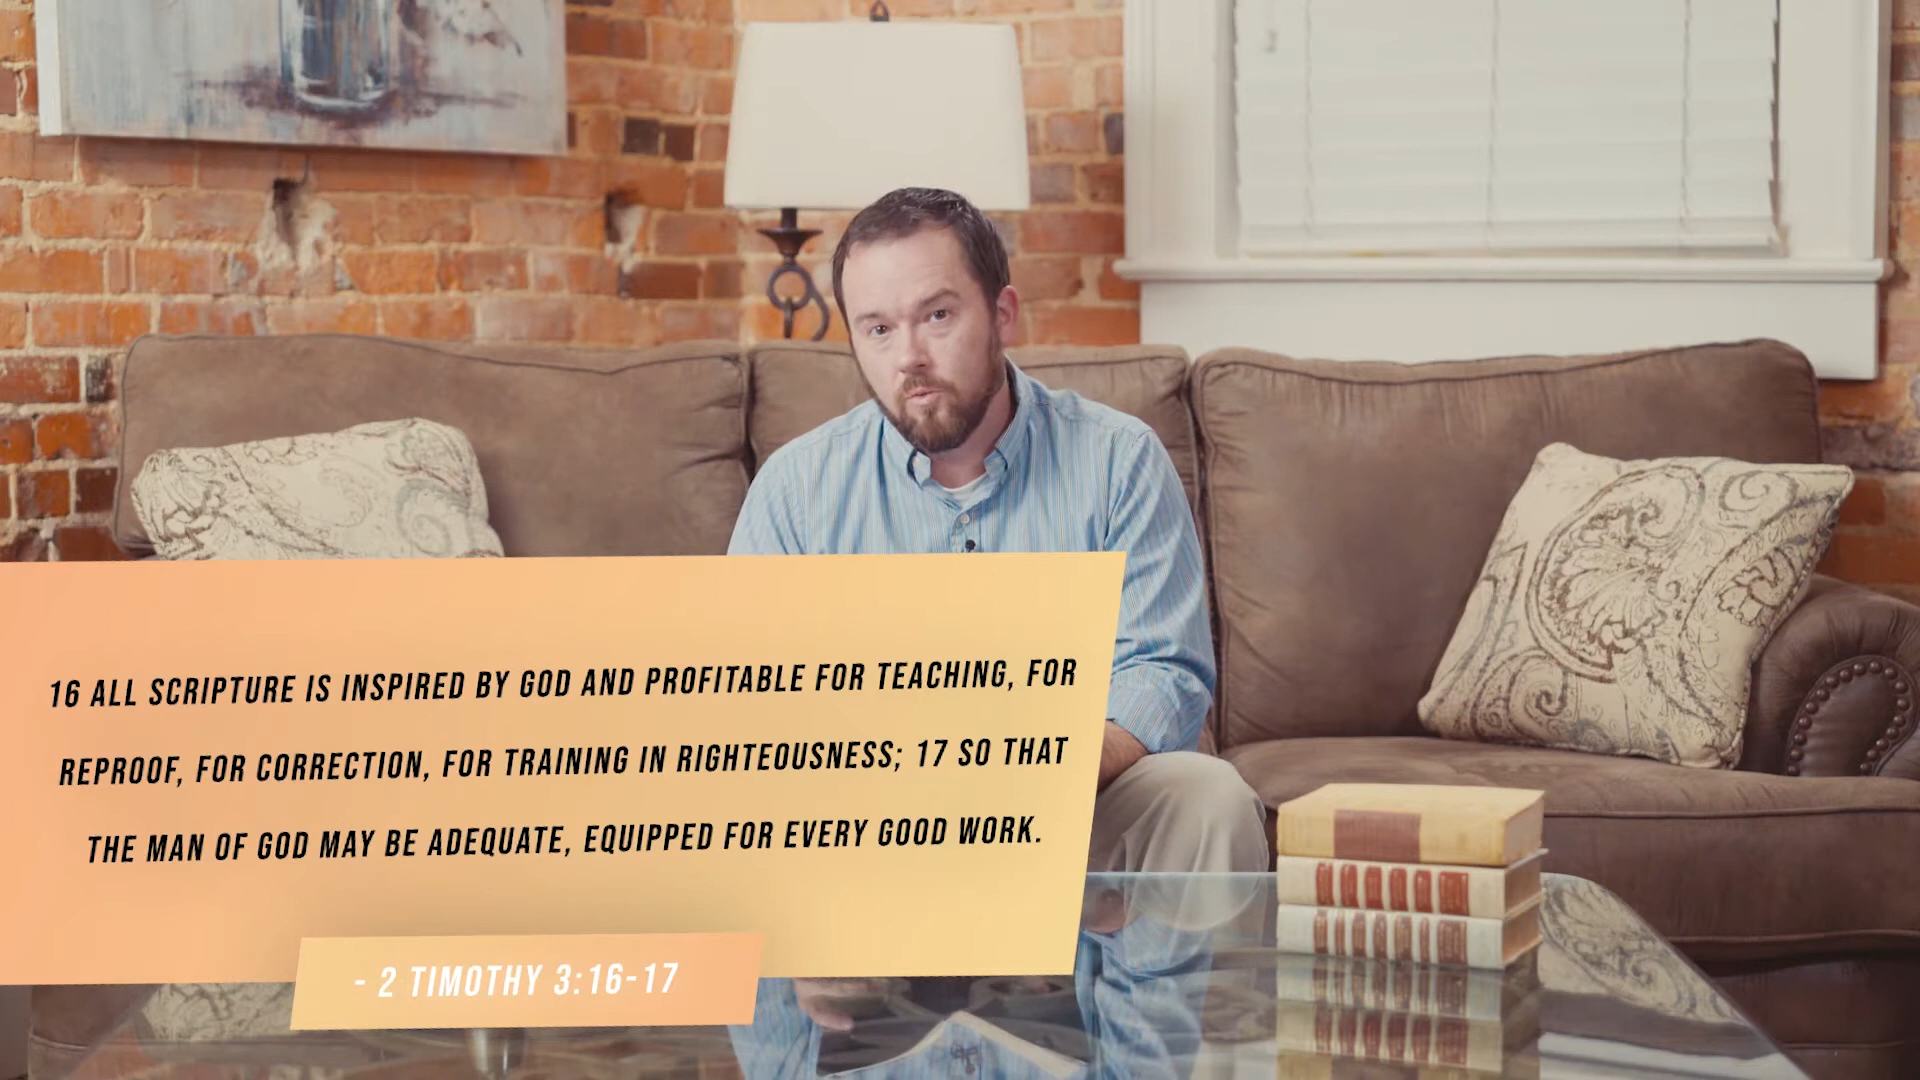 16 ALL SCRIPTURE IS INSPIRED BY GOD AND PROFITABLE FOR TEACHING, FOR
REPROOF, FOR CORRECTION, FOR TRAINING IN RIGHTEOUSNESS; 17 SO THAT
THE MAN OF GOD MAY BE ADEQUATE, EQUIPPED FOR EVERY GOOD WORK.
- 2 TIMOTHY 3:16-17